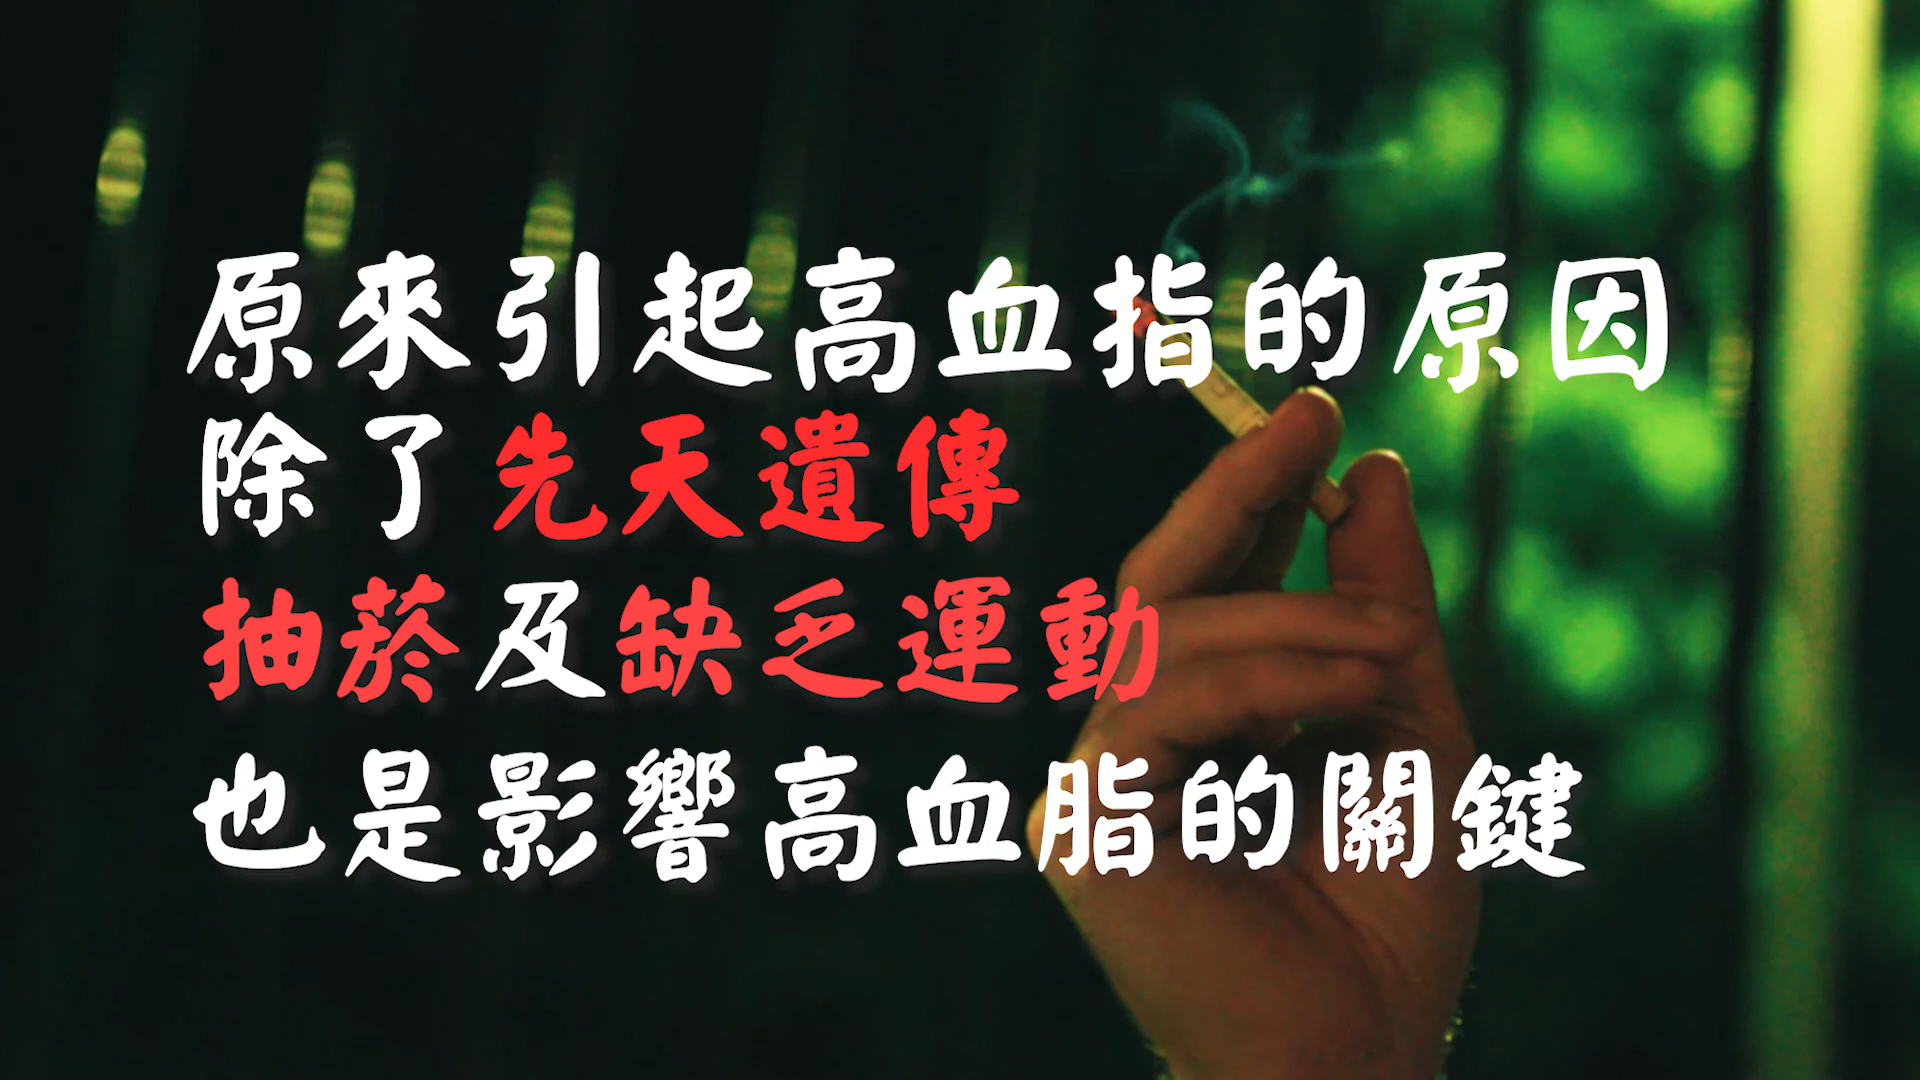 原來引起高血指的原因
除了先天遺傳
抽菸及缺乏運動
也是影響高血脂的關鍵